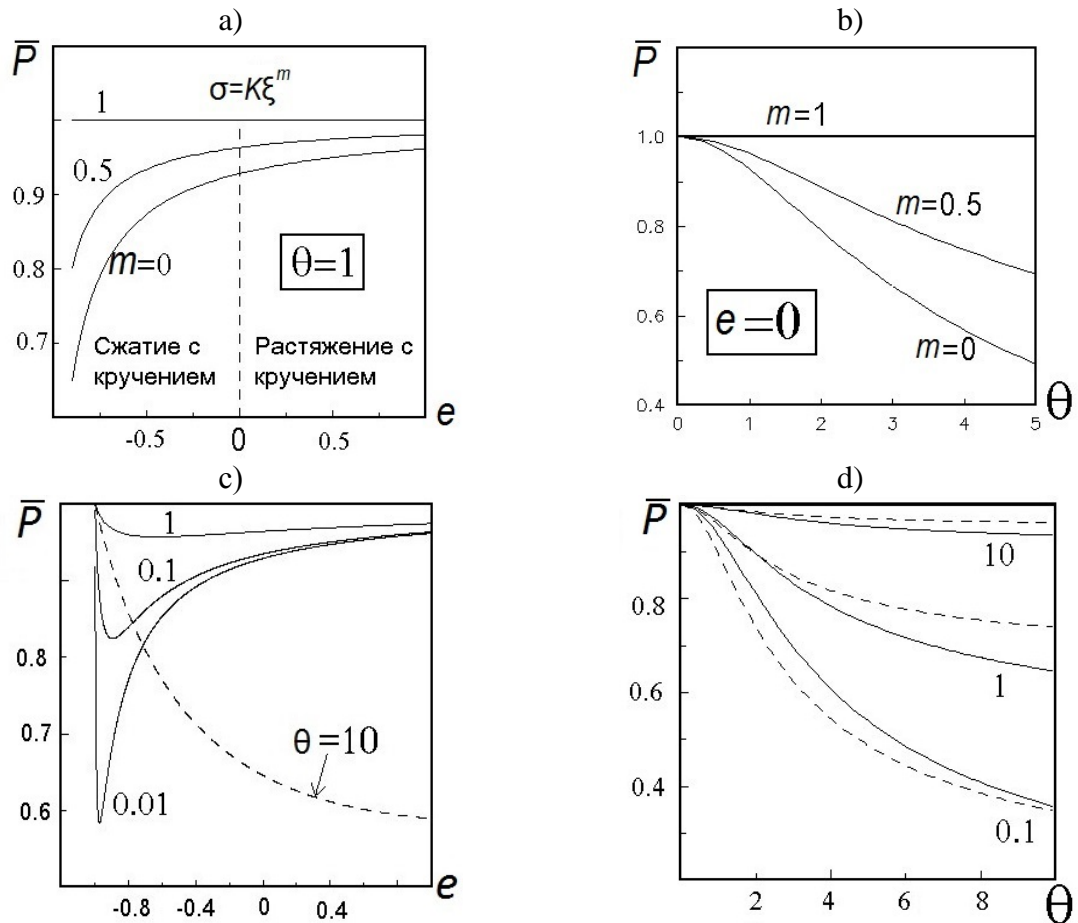 a)
P̅
σ=Kξ^m
1
0.5
0.9
0.8
m=0
θ=1
0.7
Сжатие с кручением
Растяжение с кручением
-0.5
0
0.5
e
b)
P̅
m=1
1.0
m=0.5
0.8
0.6
e=0
m=0
0.4
0
1
2
3
4
5
θ
c)
P̅
1
0.1
0.8
0.7
θ=10
0.6
0.01
-0.8
-0.4
0
0.4
e
d)
P̅
10
0.8
0.6
1
0.4
0.1
2
4
6
8
θ